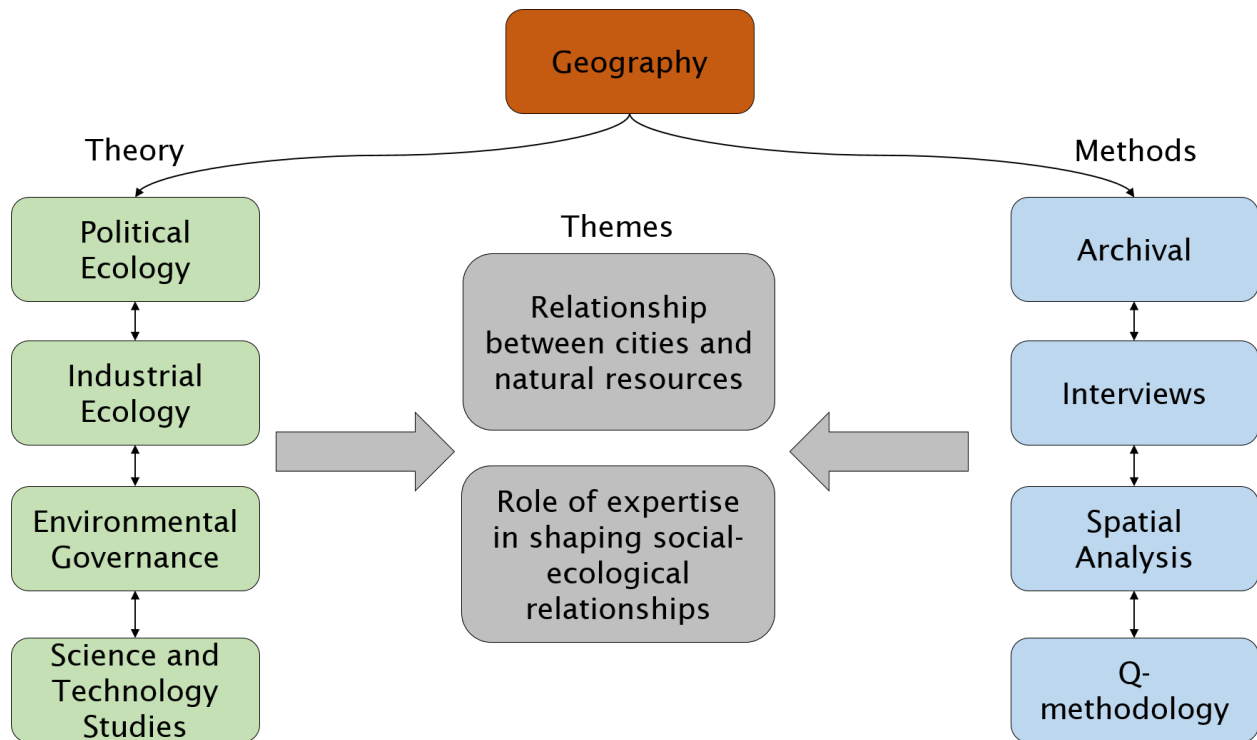 Geography
Theory
Methods
Political
Ecology
Industrial
Ecology
Environmental
Governance
Science and
Technology
Studies
Themes
Relationship
between cities and
natural resources
Role of expertise
in shaping social-
ecological
relationships
Archival
Interviews
Spatial
Analysis
Q-
methodology